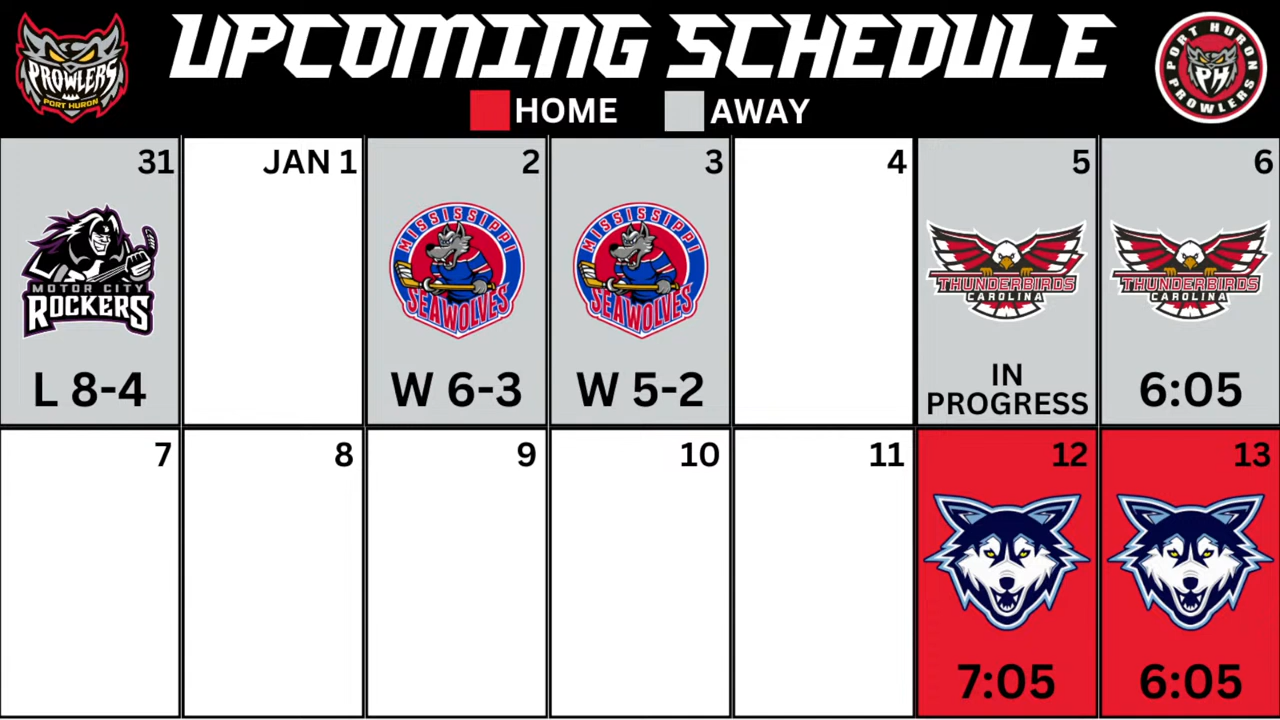 UPCOMING SCHEDULE
PROWLERS
PORT HURON
PORT HURON
PH
PROWLERS
HOME
AWAY
31
JAN 1
2
3
4
5
6
MOTOR CITY
ROCKERS
MISSISSIPPI
SEAWOLVES
MISSISSIPPI
SEAWOLVES
THUNDERBIRDS
CAROLINA
THUNDERBIRDS
CAROLINA
L 8-4
W 6-3
W 5-2
IN
PROGRESS
6:05
7
8
9
10
11
12
13
7:05
6:05